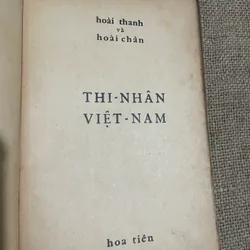 hoài thanh
và
hoài chân
THI-NHÂN
VIỆT-NAM
hoa tiên